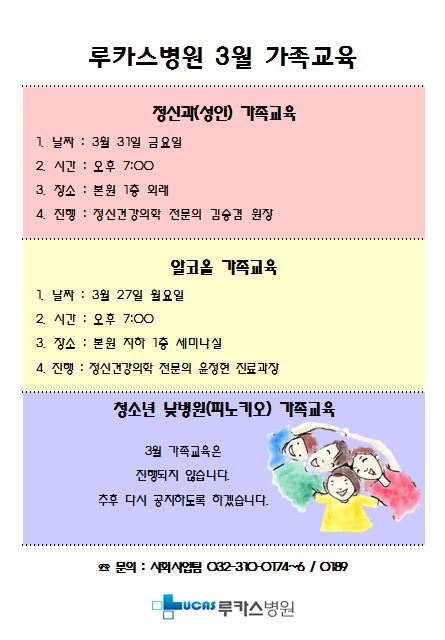 루카스병원 3월 가족교육
정신과(성인) 가족교육
1. 날짜 : 3월 31일 금요일
2. 시간 : 오후 7:00
3. 장소 : 본원 1층 외래
4. 진행 : 정신건강의학 전문의 김승겸 원장
알코올 가족교육
1. 날짜 : 3월 27일 월요일
2. 시간 : 오후 7:00
3. 장소 : 본원 지하 1층 세미나실
4. 진행 : 정신건강의학 전문의 윤정현 진료과장
청소년 낮병원(피노키오) 가족교육
3월 가족교육은
진행되지 않습니다.
추후 다시 공지하도록 하겠습니다.
☏ 문의 : 사회사업팀 032-310-0174~6 / 0189
LUCAS 루카스병원